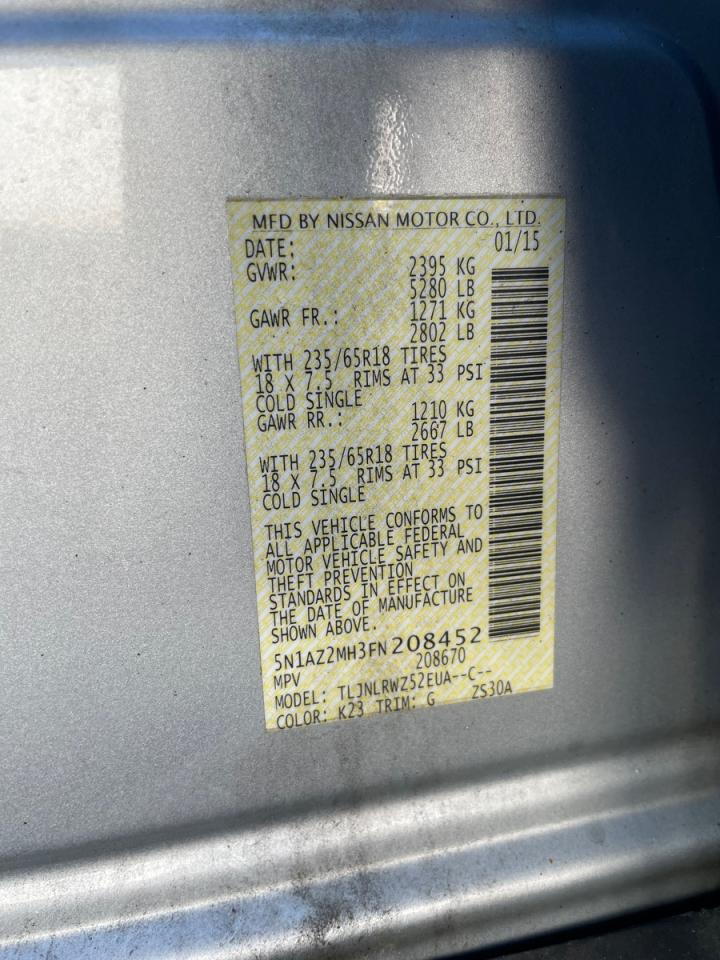 MFD BY NISSAN MOTOR CO., LTD.
DATE: 01/15
GVWR: 2395 KG
5280 LB
GAWR FR.: 1271 KG
2802 LB
WITH 235/65R18 TIRES
18 X 7.5 RIMS AT 33 PSI
COLD SINGLE
GAWR RR.: 1210 KG
2667 LB
WITH 235/65R18 TIRES
18 X 7.5 RIMS AT 33 PSI
COLD SINGLE
THIS VEHICLE CONFORMS TO
ALL APPLICABLE FEDERAL
MOTOR VEHICLE SAFETY AND
THEFT PREVENTION
STANDARDS IN EFFECT ON
THE DATE OF MANUFACTURE
SHOWN ABOVE.
5N1AZ2MH3FN208452
208670
MPV
MODEL: TLJNLRWZ52EUA--C--
COLOR: K23 TRIM: G ZS30A